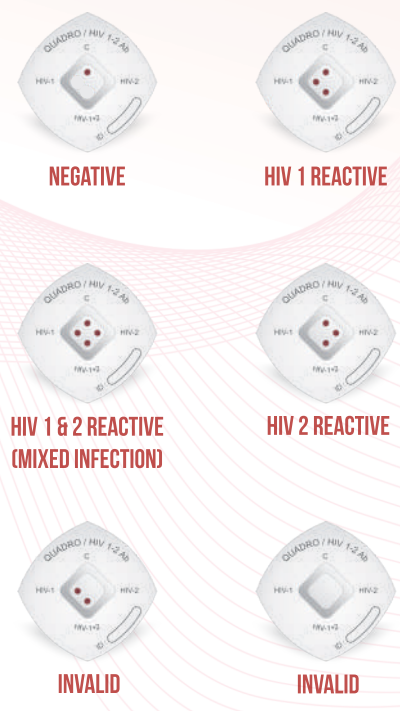 QUADRO / HIV 1-2 Ab
C
HIV-1
HIV-2
HIV-1+2
ID
NEGATIVE
QUADRO / HIV 1-2 Ab
C
HIV-1
HIV-2
HIV-1+2
ID
HIV 1 REACTIVE
QUADRO / HIV 1-2 Ab
C
HIV-1
HIV-2
HIV-1+2
ID
HIV 1 & 2 REACTIVE
(MIXED INFECTION)
QUADRO / HIV 1-2 Ab
C
HIV-1
HIV-2
HIV-1+2
ID
HIV 2 REACTIVE
QUADRO / HIV 1-2 Ab
C
HIV-1
HIV-2
HIV-1+2
ID
INVALID
QUADRO / HIV 1-2 Ab
C
HIV-1
HIV-2
HIV-1+2
ID
INVALID